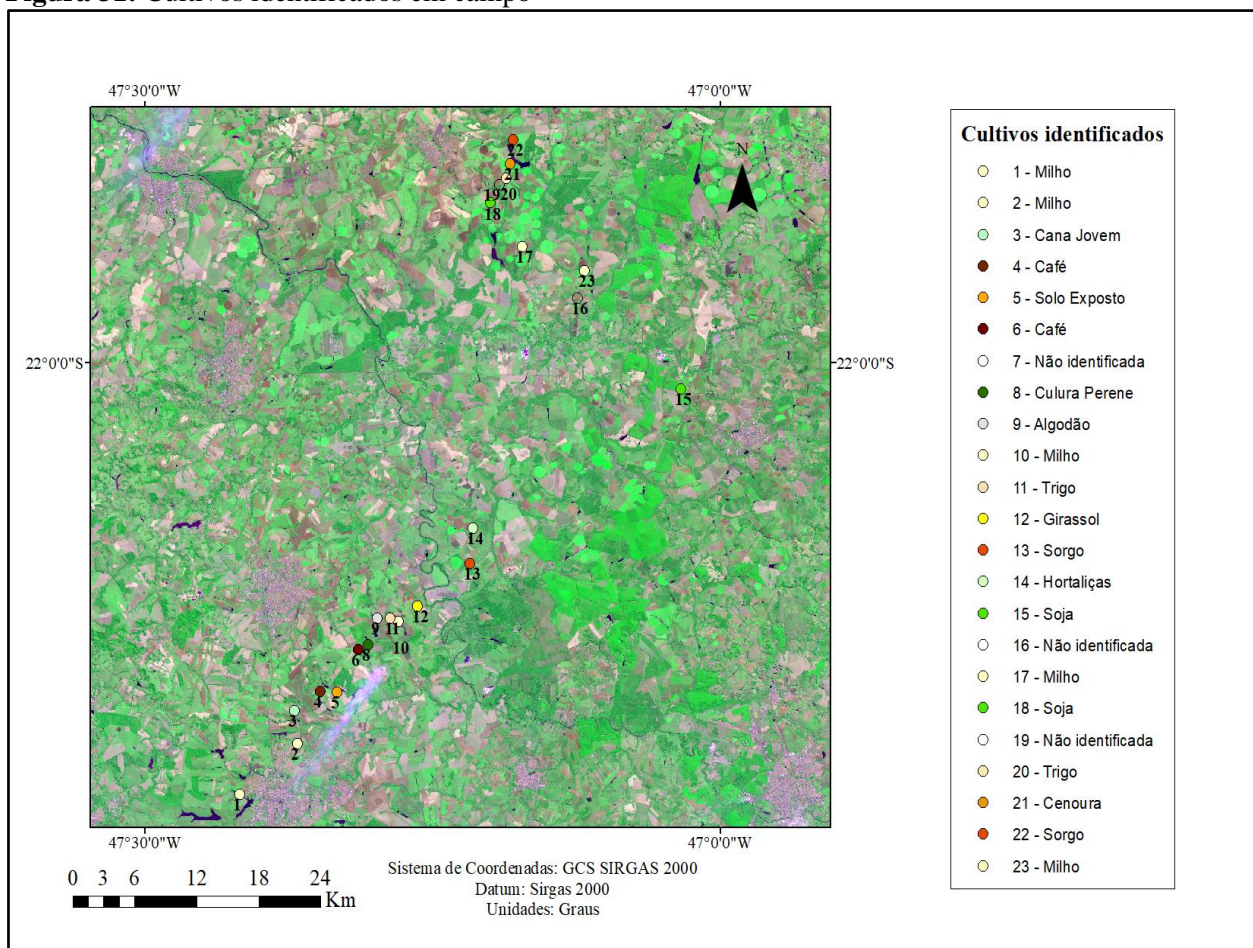 Figura 32: Cultivos identificados em campo
47°30'0"W
47°0'0"W
22°0'0"S
22°0'0"S
N
22
21
19
20
18
17
23
16
15
14
13
12
9
11
10
8
6
4
5
3
2
1
47°30'0"W
47°0'0"W
0 3 6 12 18 24
Km
Sistema de Coordenadas: GCS SIRGAS 2000
Datum: Sirgas 2000
Unidades: Graus
Cultivos identificados
1 - Milho
2 - Milho
3 - Cana Jovem
4 - Café
5 - Solo Exposto
6 - Café
7 - Não identificada
8 - Culura Perene
9 - Algodão
10 - Milho
11 - Trigo
12 - Girassol
13 - Sorgo
14 - Hortaliças
15 - Soja
16 - Não identificada
17 - Milho
18 - Soja
19 - Não identificada
20 - Trigo
21 - Cenoura
22 - Sorgo
23 - Milho